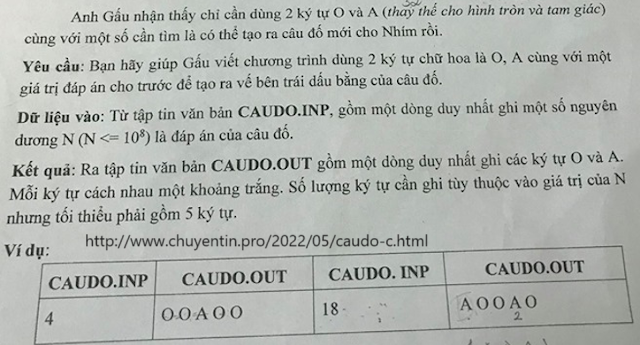 Anh Gấu nhận thấy chỉ cần dùng 2 ký tự O và A (thay thế cho hình tròn và tam giác)
cùng với một số cần tìm là có thể tạo ra câu đố mới cho Nhím rồi.
Yêu cầu: Bạn hãy giúp Gấu viết chương trình dùng 2 ký tự chữ hoa là O, A cùng với một
giá trị đáp án cho trước để tạo ra vế bên trái dấu bằng của câu đố.
Dữ liệu vào: Từ tập tin văn bản CAUDO.INP, gồm một dòng duy nhất ghi một số nguyên
dương N (N <= 10⁸) là đáp án của câu đố.
Kết quả: Ra tập tin văn bản CAUDO.OUT gồm một dòng duy nhất ghi các ký tự O và A.
Mỗi ký tự cách nhau một khoảng trắng. Số lượng ký tự cần ghi tùy thuộc vào giá trị của N
nhưng tối thiểu phải gồm 5 ký tự.
Ví dụ: http://www.chuyentin.pro/2022/05/caudo-c.html
CAUDO.INP CAUDO.OUT CAUDO. INP CAUDO.OUT
4 O O A O O 18 A O O A O
2